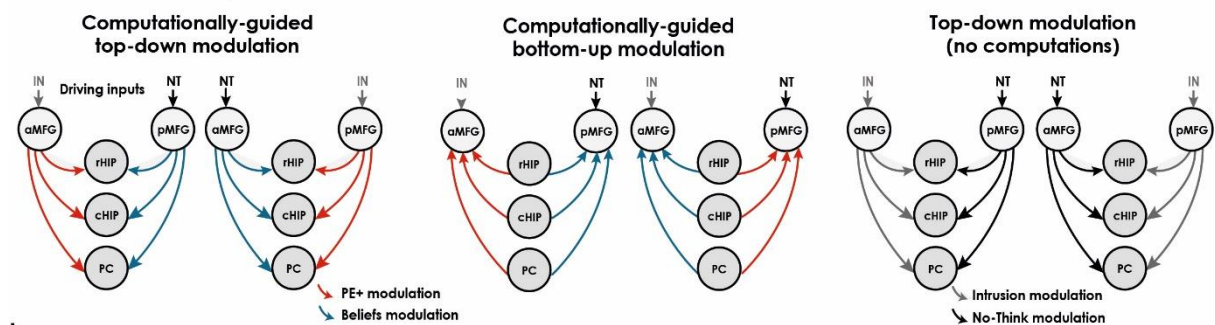 Computationally-guided
top-down modulation
IN
Driving inputs
NT
NT
IN
aMFG
pMFG
aMFG
pMFG
rHIP
rHIP
cHIP
cHIP
PC
PC
PE+ modulation
Beliefs modulation
Computationally-guided
bottom-up modulation
IN
NT
IN
NT
aMFG
pMFG
aMFG
pMFG
rHIP
rHIP
cHIP
cHIP
PC
PC
Top-down modulation
(no computations)
IN
NT
NT
IN
aMFG
pMFG
aMFG
pMFG
rHIP
rHIP
cHIP
cHIP
PC
PC
Intrusion modulation
No-Think modulation